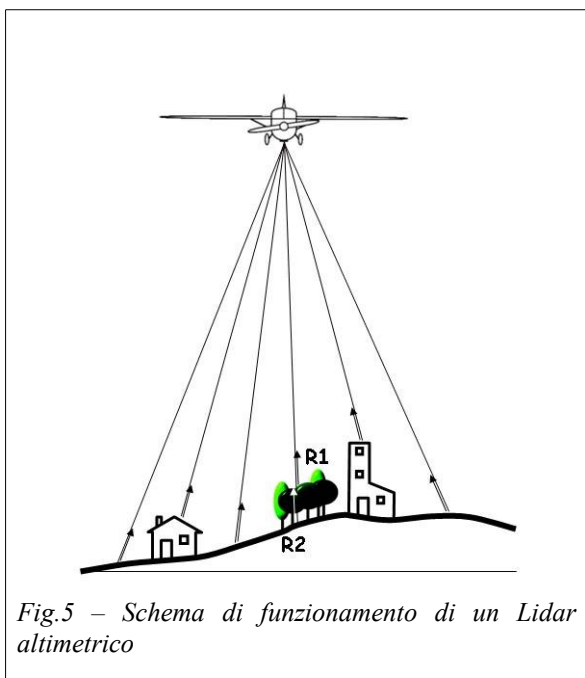 R1
R2
Fig.5 – Schema di funzionamento di un Lidar
altimetrico